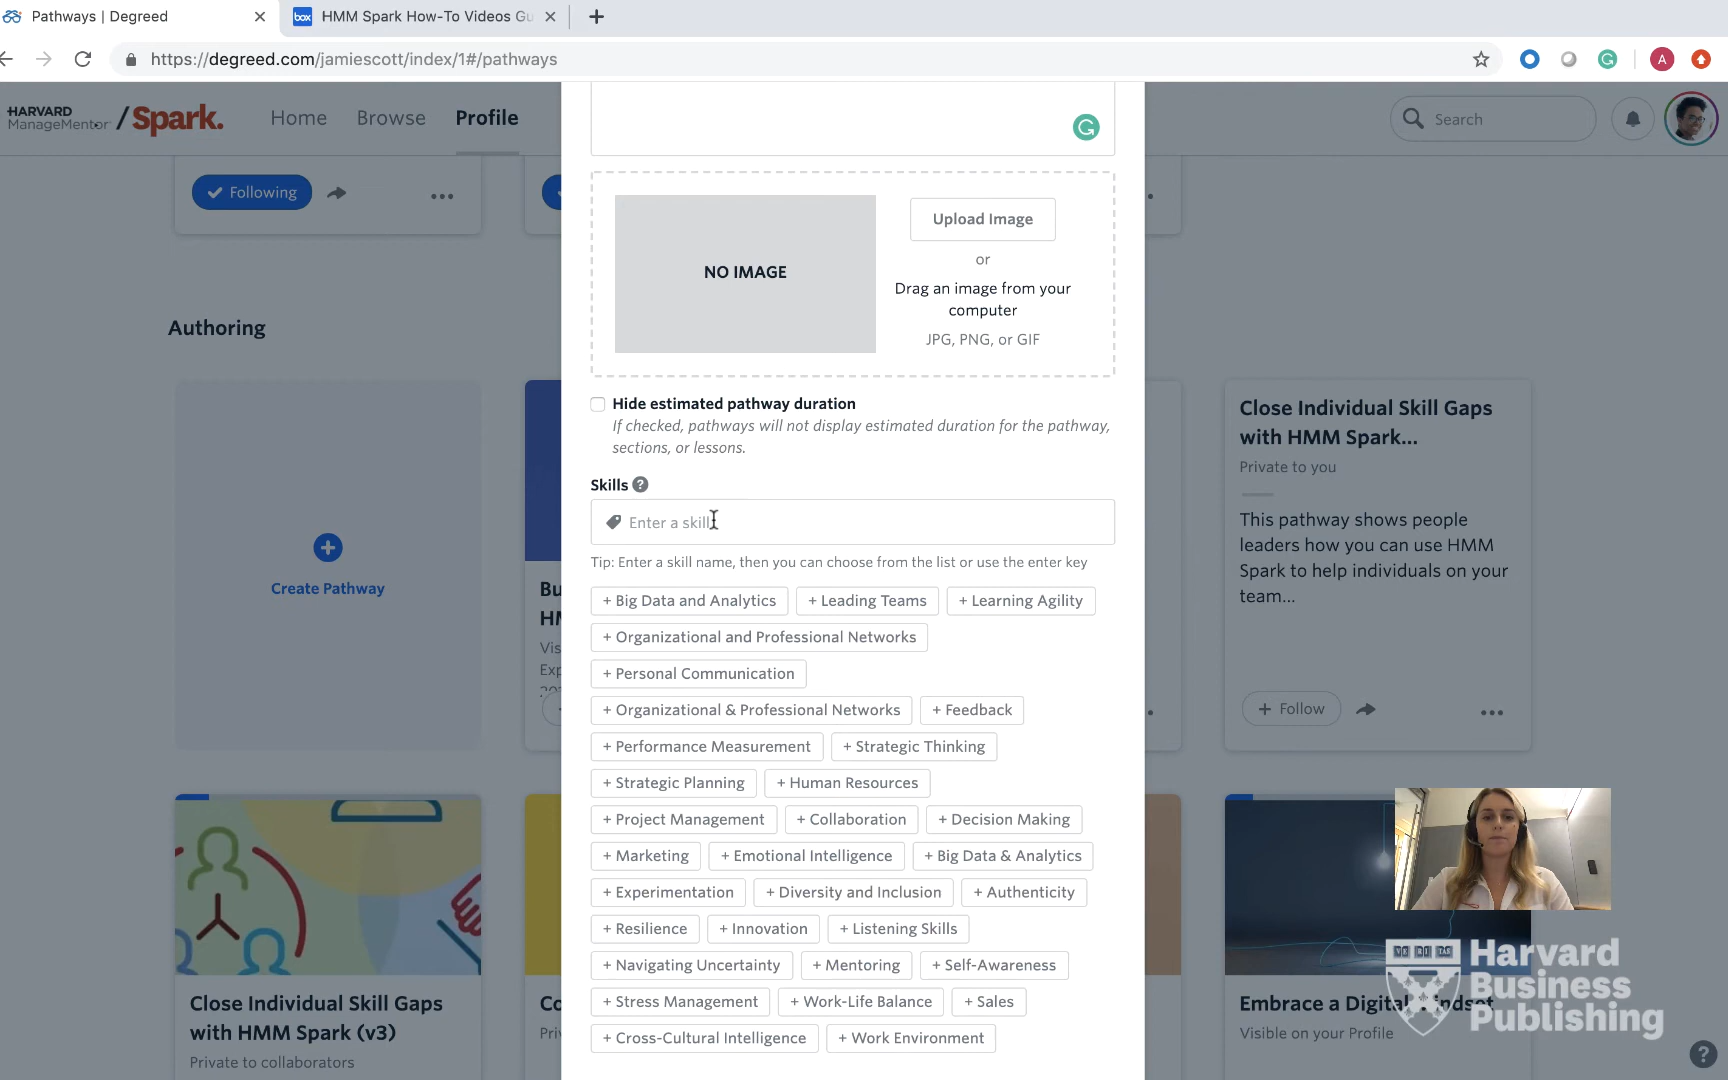 Pathways | Degreed
box HMM Spark How-To Videos Gu
https://degreed.com/jamiescott/index/1#/pathways
A
HARVARD
ManageMentor
/Spark.
Home
Browse
Profile
Search
Following
Authoring
Create Pathway
NO IMAGE
Upload Image
or
Drag an image from your
computer
JPG, PNG, or GIF
Hide estimated pathway duration
If checked, pathways will not display estimated duration for the pathway,
sections, or lessons.
Skills ?
Enter a skill
Tip: Enter a skill name, then you can choose from the list or use the enter key
+ Big Data and Analytics + Leading Teams + Learning Agility
+ Organizational and Professional Networks
+ Personal Communication
+ Organizational & Professional Networks + Feedback
+ Performance Measurement + Strategic Thinking
+ Strategic Planning + Human Resources
+ Project Management + Collaboration + Decision Making
+ Marketing + Emotional Intelligence + Big Data & Analytics
+ Experimentation + Diversity and Inclusion + Authenticity
+ Resilience + Innovation + Listening Skills
+ Navigating Uncertainty + Mentoring + Self-Awareness
+ Stress Management + Work-Life Balance + Sales
+ Cross-Cultural Intelligence + Work Environment
Close Individual Skill Gaps
with HMM Spark...
Private to you
This pathway shows people
leaders how you can use HMM
Spark to help individuals on your
team...
+ Follow
Close Individual Skill Gaps
with HMM Spark (v3)
Private to collaborators
Embrace a Digital Mindset
Visible on your Profile
Harvard
Business
Publishing
?